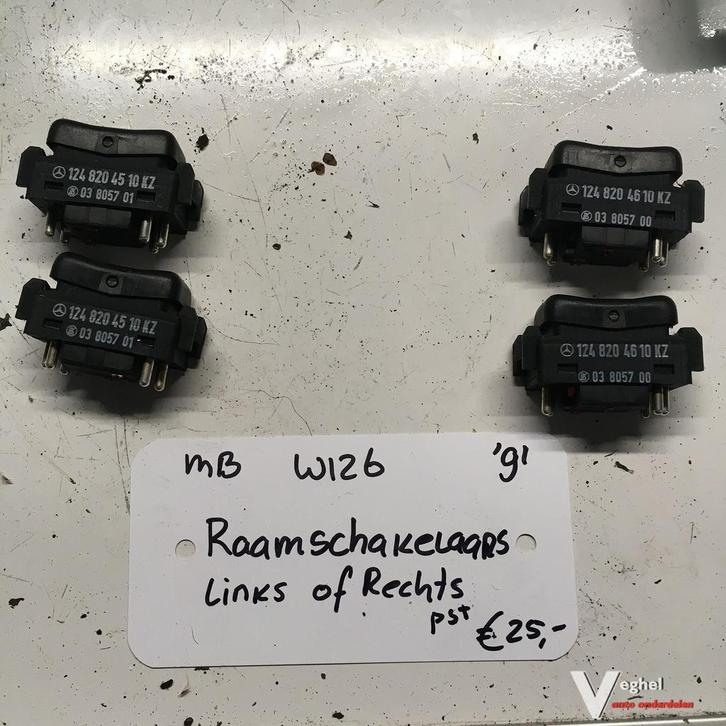 124 820 45 10 KZ
03 8057 01
124 820 46 10 KZ
03 8057 00
124 820 45 10 KZ
03 8057 01
124 820 46 10 KZ
03 8057 00
MB W126 '91
Raamschakelaars
Links of Rechts
pst €25,-
Veghel
auto onderdelen